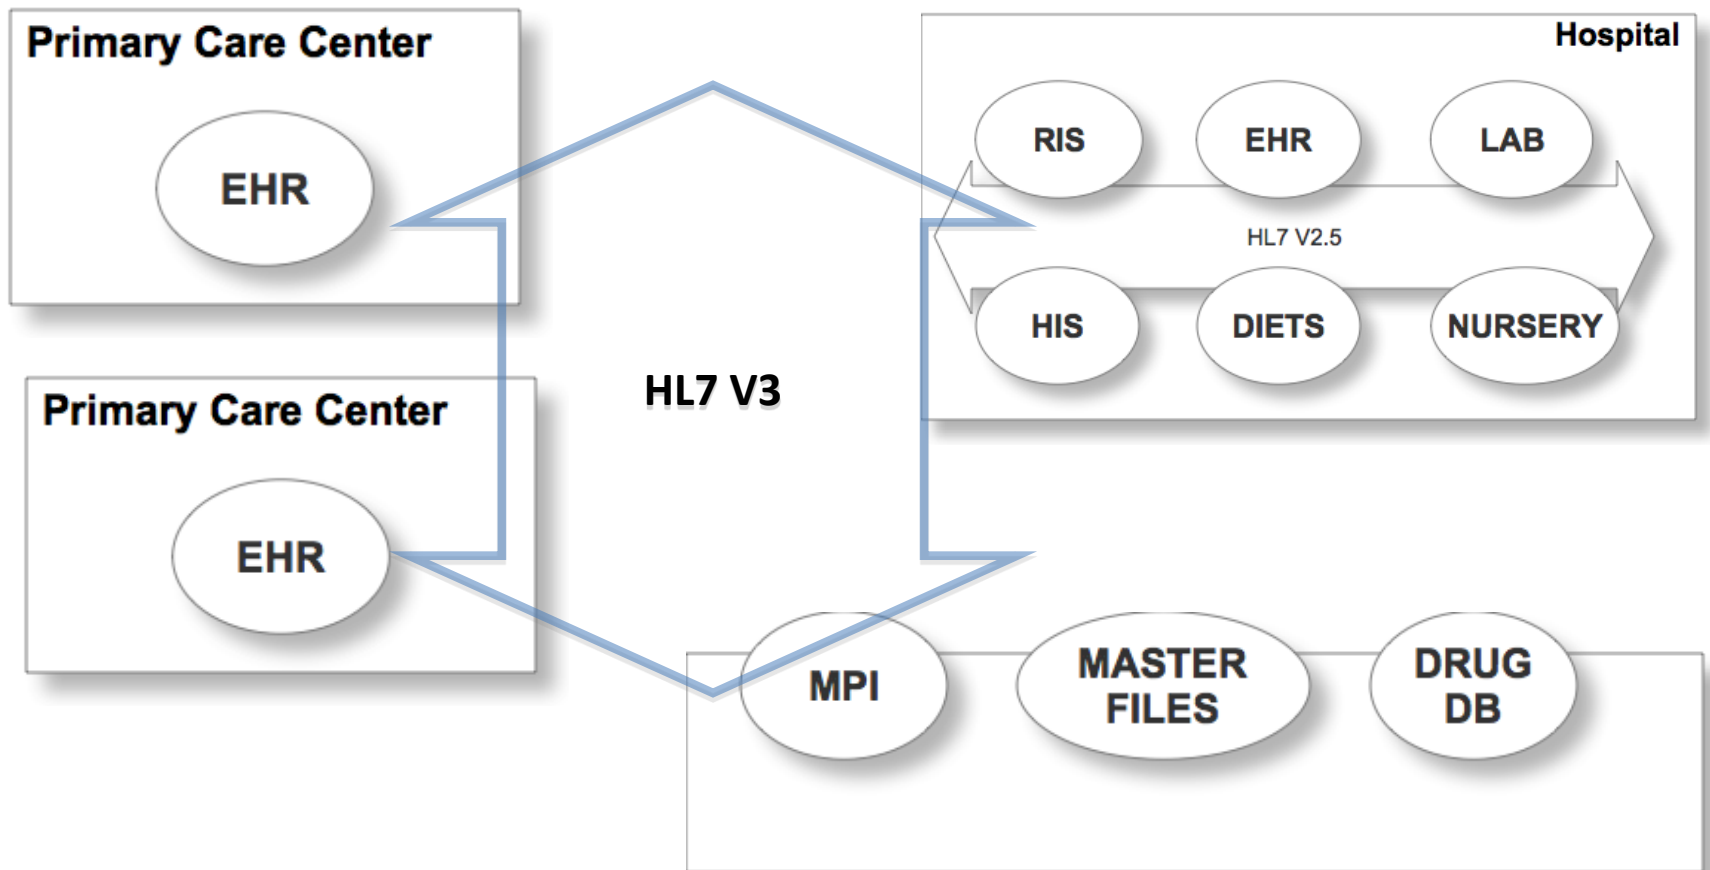 Primary Care Center
EHR
Hospital
RIS
EHR
LAB
HL7 V2.5
HIS
DIETS
NURSERY
HL7 V3
Primary Care Center
EHR
MPI
MASTER
FILES
DRUG
DB